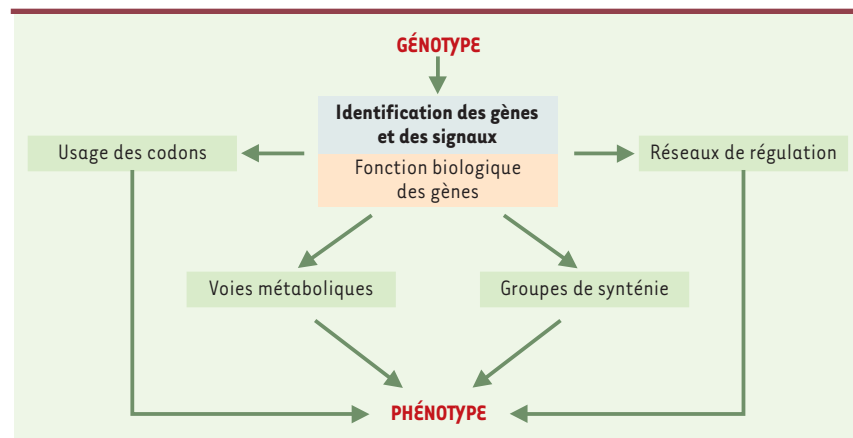 GÉNOTYPE
Identification des gènes
et des signaux
Usage des codons
Réseaux de régulation
Fonction biologique
des gènes
Voies métaboliques
Groupes de synténie
PHÉNOTYPE